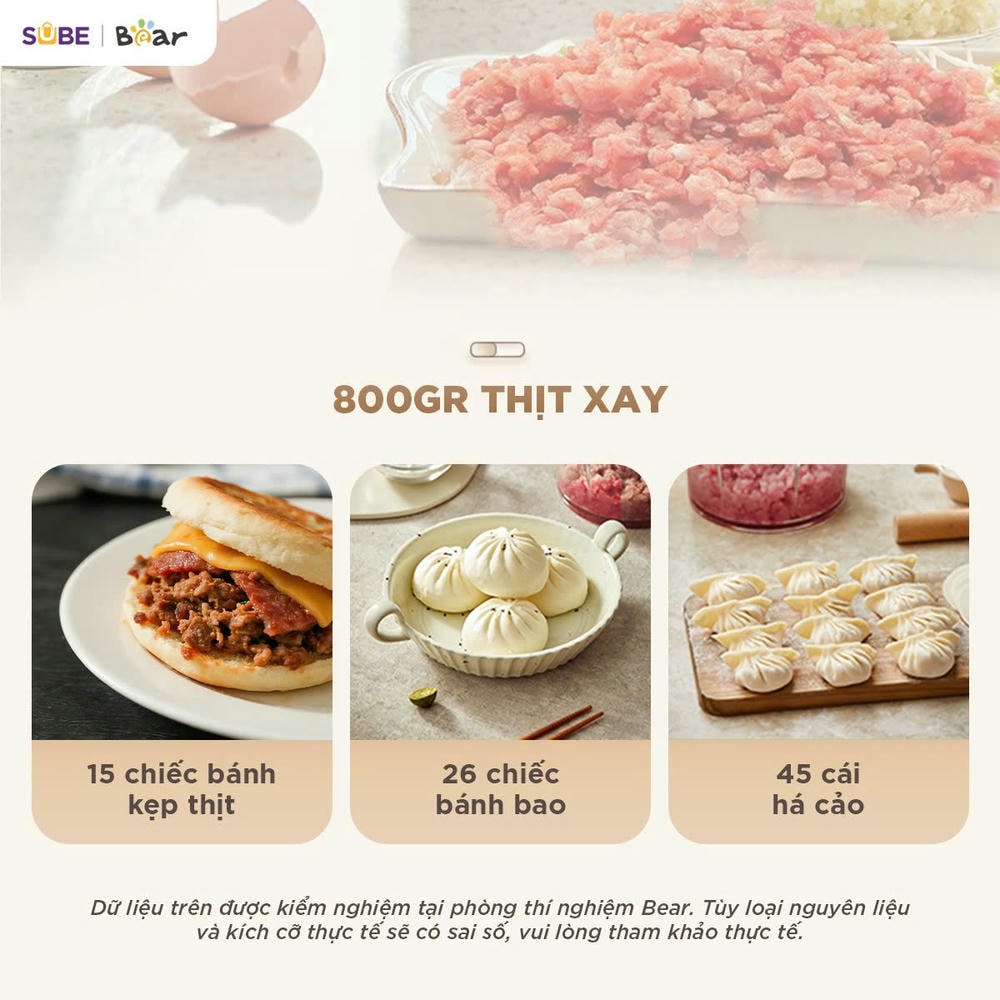 SUBE | Bear
800GR THỊT XAY
15 chiếc bánh
kẹp thịt
26 chiếc
bánh bao
45 cái
há cảo
Dữ liệu trên được kiểm nghiệm tại phòng thí nghiệm Bear. Tùy loại nguyên liệu
và kích cỡ thực tế sẽ có sai số, vui lòng tham khảo thực tế.